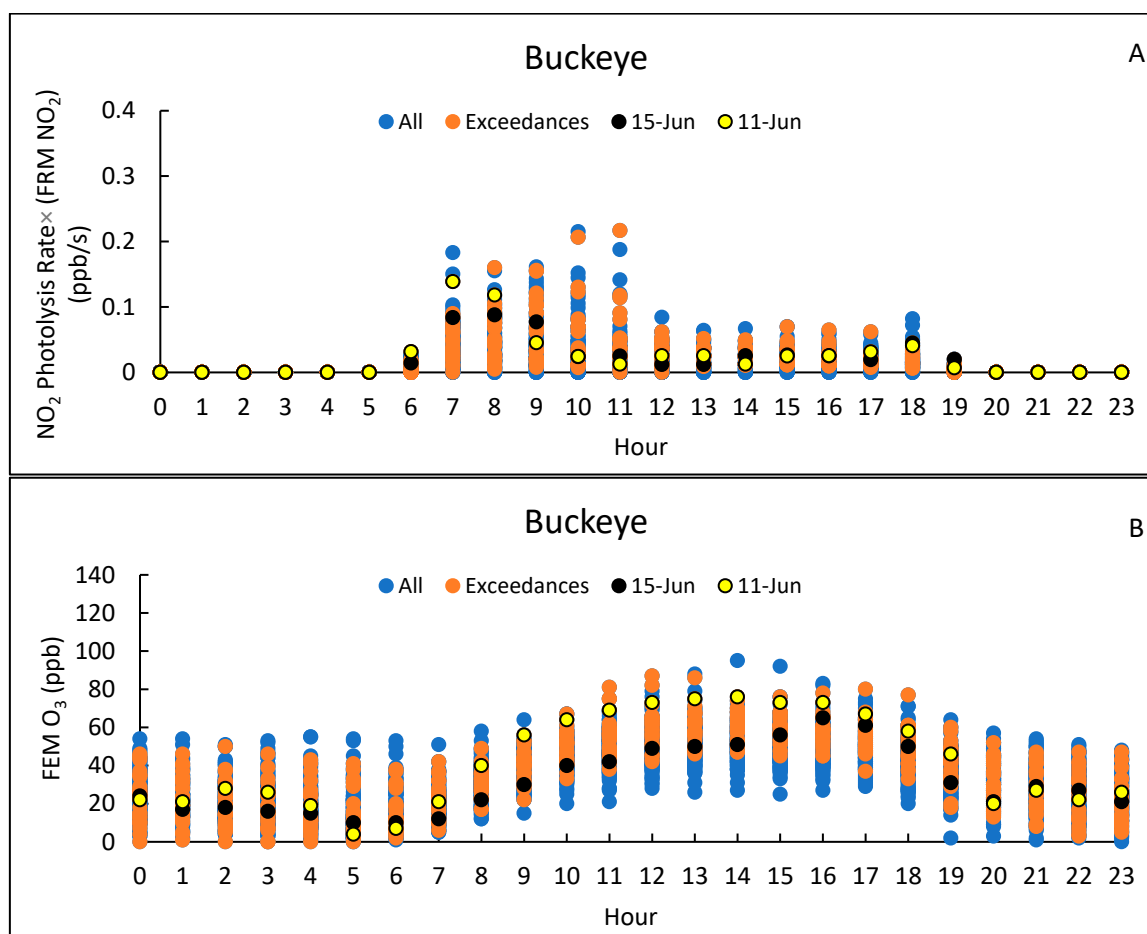 A
Buckeye
All Exceedances 15-Jun 11-Jun
NO2 Photolysis Rate× (FRM NO2)
(ppb/s)
0.4
0.3
0.2
0.1
0
0 1 2 3 4 5 6 7 8 9 10 11 12 13 14 15 16 17 18 19 20 21 22 23
Hour
B
Buckeye
All Exceedances 15-Jun 11-Jun
FEM O3 (ppb)
140
120
100
80
60
40
20
0
0 1 2 3 4 5 6 7 8 9 10 11 12 13 14 15 16 17 18 19 20 21 22 23
Hour